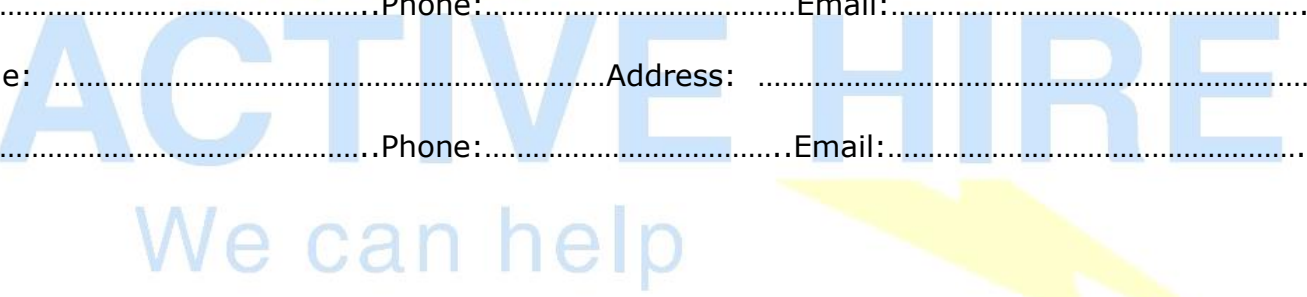 …………………………………………..Phone:…………………………………Email:…………………………………………….
e: ……………………………………………………………Address: ……………………………………………………………
…………………………………………..Phone:………………………………..Email:…………………………………………….
ACTIVE HIRE
We can help